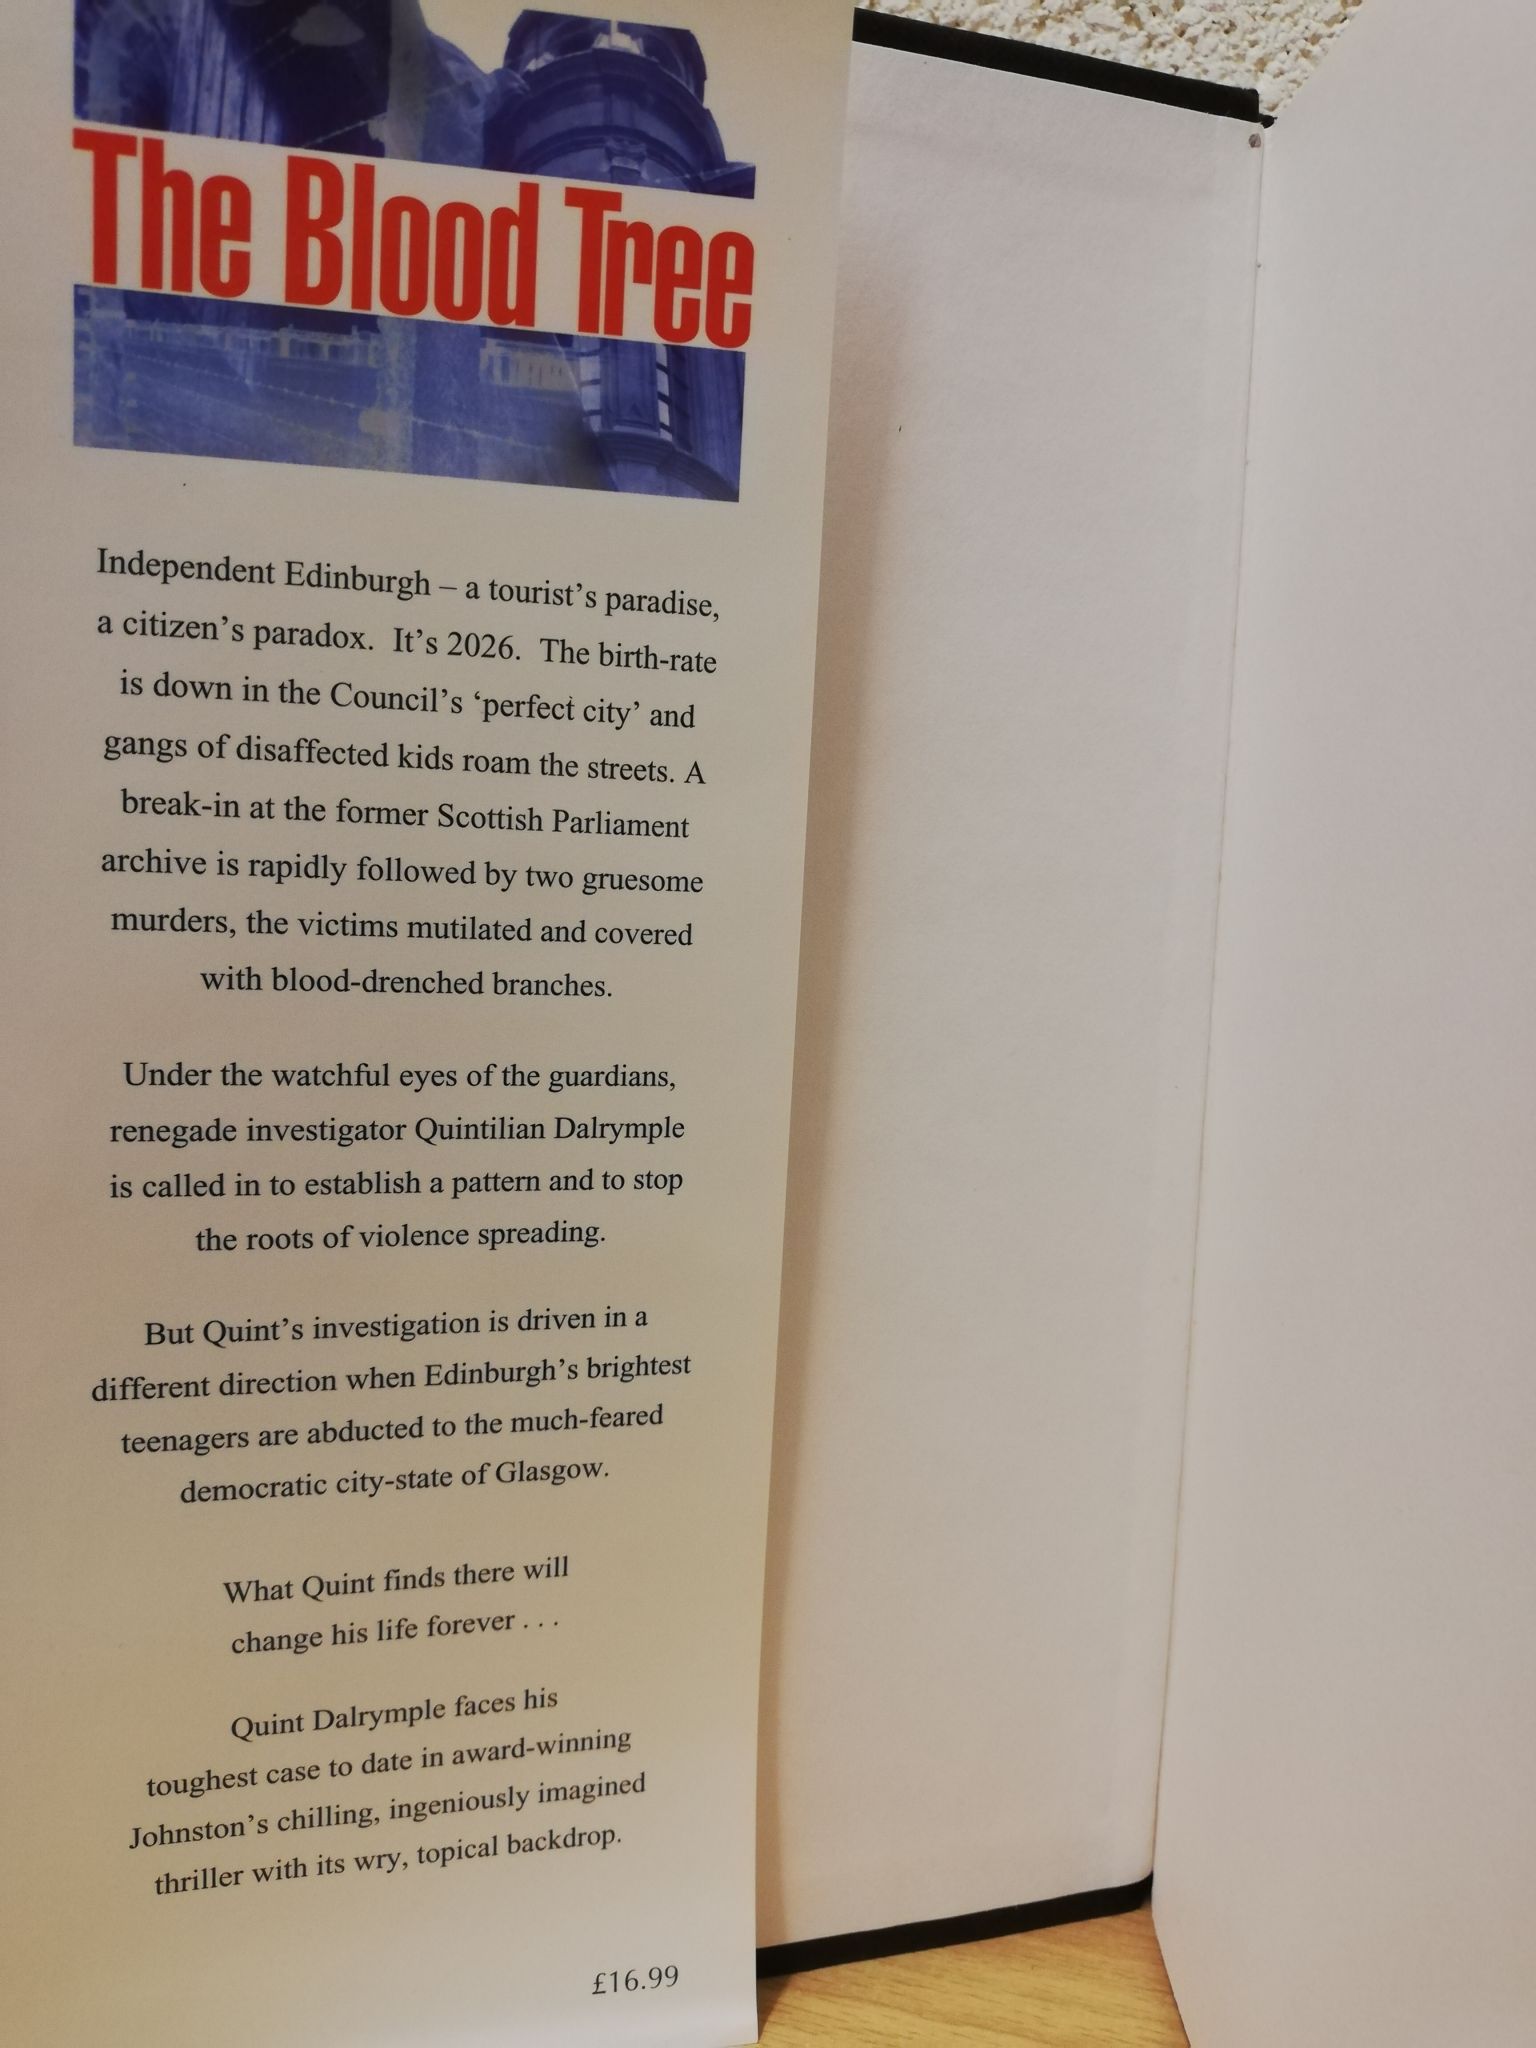 The Blood Tree
Independent Edinburgh – a tourist's paradise,
a citizen's paradox. It's 2026. The birth-rate
is down in the Council's ‘perfect city’ and
gangs of disaffected kids roam the streets. A
break-in at the former Scottish Parliament
archive is rapidly followed by two gruesome
murders, the victims mutilated and covered
with blood-drenched branches.
Under the watchful eyes of the guardians,
renegade investigator Quintilian Dalrymple
is called in to establish a pattern and to stop
the roots of violence spreading.
But Quint's investigation is driven in a
different direction when Edinburgh's brightest
teenagers are abducted to the much-feared
democratic city-state of Glasgow.
What Quint finds there will
change his life forever . . .
Quint Dalrymple faces his
toughest case to date in award-winning
Johnston's chilling, ingeniously imagined
thriller with its wry, topical backdrop.
£16.99